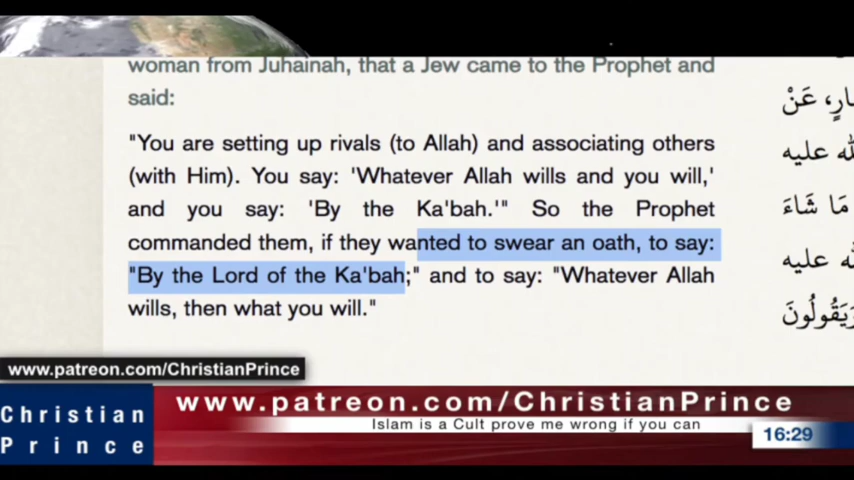 woman from Juhainah, that a Jew came to the Prophet and
said:
"You are setting up rivals (to Allah) and associating others
(with Him). You say: 'Whatever Allah wills and you will,'
and you say: 'By the Ka'bah.'" So the Prophet
commanded them, if they wanted to swear an oath, to say:
"By the Lord of the Ka'bah;" and to say: "Whatever Allah
wills, then what you will."
عَنْ
الله عليه
مَا شَاءَ
الله عليه
وَيَقُولُونَ
www.patreon.com/ChristianPrince
Christian
Prince
www.patreon.com/ChristianPrince
Islam is a Cult prove me wrong if you can
16:29